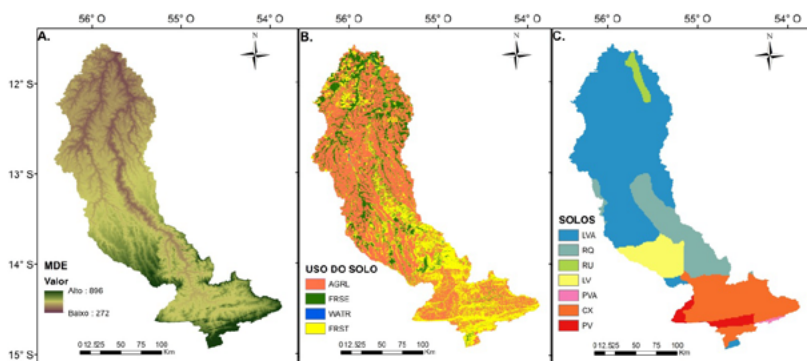 56° O 55° O 54° O 56° O 55° O 54° O 56° O 55° O 54° O
A. N B. N C. N
12° S
13° S
14° S
15° S
MDE
Valor
Alto : 896
Baixo : 272
USO DO SOLO
AGRL
FRSE
WATR
FRST
SOLOS
LVA
RQ
RU
LV
PVA
CX
PV
0 12.525 50 75 100
Km
0 12.525 50 75 100
Km
0 12.525 50 75 100
Km